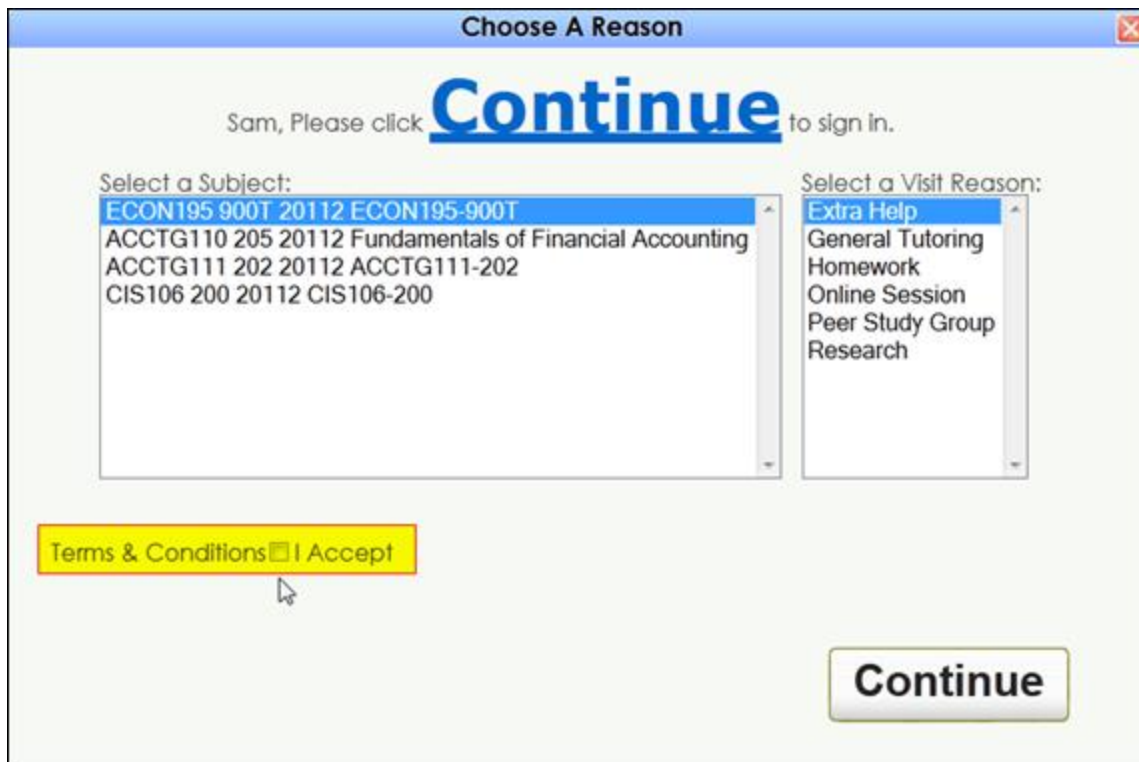 Choose A Reason
Sam, Please click Continue to sign in.
Select a Subject:
ECON195 900T 20112 ECON195-900T
ACCTG110 205 20112 Fundamentals of Financial Accounting
ACCTG111 202 20112 ACCTG111-202
CIS106 200 20112 CIS106-200
Select a Visit Reason:
Extra Help
General Tutoring
Homework
Online Session
Peer Study Group
Research
Terms & Conditions I Accept
Continue